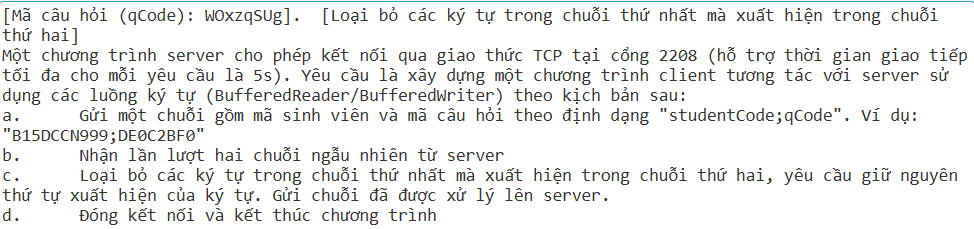 [Mã câu hỏi (qCode): WOxzqSUg].  [Loại bỏ các ký tự trong chuỗi thứ nhất mà xuất hiện trong chuỗi
thứ hai]
Một chương trình server cho phép kết nối qua giao thức TCP tại cổng 2208 (hỗ trợ thời gian giao tiếp
tối đa cho mỗi yêu cầu là 5s). Yêu cầu là xây dựng một chương trình client tương tác với server sử
dụng các luồng ký tự (BufferedReader/BufferedWriter) theo kịch bản sau:
a.      Gửi một chuỗi gồm mã sinh viên và mã câu hỏi theo định dạng "studentCode;qCode". Ví dụ:
"B15DCCN999;DE0C2BF0"
b.      Nhận lần lượt hai chuỗi ngẫu nhiên từ server
c.      Loại bỏ các ký tự trong chuỗi thứ nhất mà xuất hiện trong chuỗi thứ hai, yêu cầu giữ nguyên
thứ tự xuất hiện của ký tự. Gửi chuỗi đã được xử lý lên server.
d.      Đóng kết nối và kết thúc chương trình